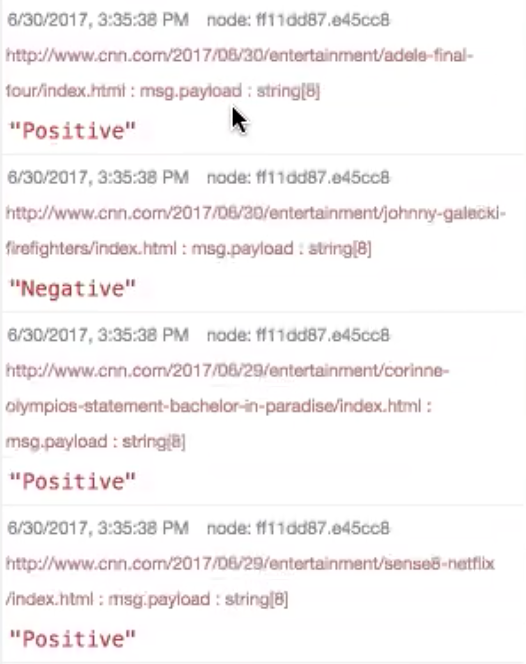 6/30/2017, 3:35:38 PM node: ff11dd87.e45cc8
http://www.cnn.com/2017/06/30/entertainment/adele-final-
tour/index.html : msg.payload : string[8]
"Positive"
6/30/2017, 3:35:38 PM node: ff11dd87.e45cc8
http://www.cnn.com/2017/06/30/entertainment/johnny-galecki-
firefighters/index.html : msg.payload : string[8]
"Negative"
6/30/2017, 3:35:38 PM node: ff11dd87.e45cc8
http://www.cnn.com/2017/06/29/entertainment/corinne-
olympios-statement-bachelor-in-paradise/index.html :
msg.payload : string[8]
"Positive"
6/30/2017, 3:35:38 PM node: ff11dd87.e45cc8
http://www.cnn.com/2017/06/29/entertainment/sense8-netflix
/index.html : msg.payload : string[8]
"Positive"